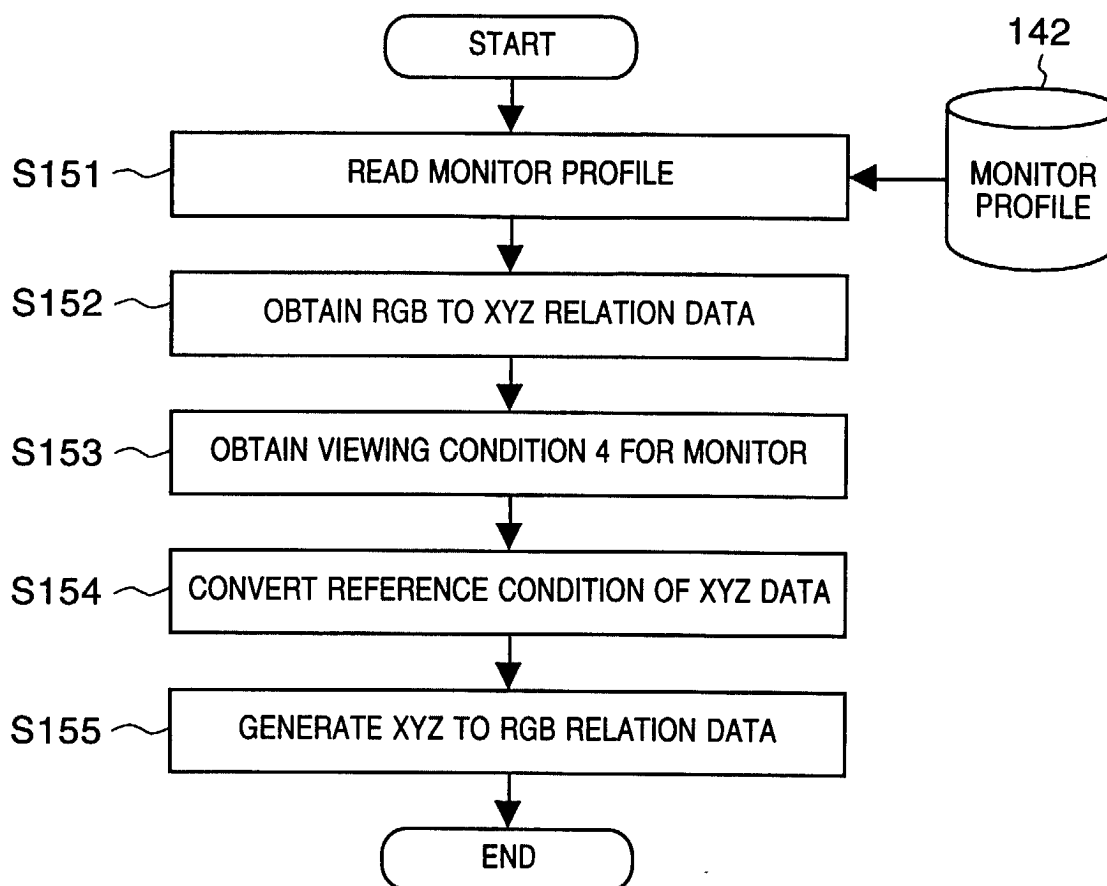 START
142
S151
READ MONITOR PROFILE
MONITOR
PROFILE
S152
OBTAIN RGB TO XYZ RELATION DATA
S153
OBTAIN VIEWING CONDITION 4 FOR MONITOR
S154
CONVERT REFERENCE CONDITION OF XYZ DATA
S155
GENERATE XYZ TO RGB RELATION DATA
END